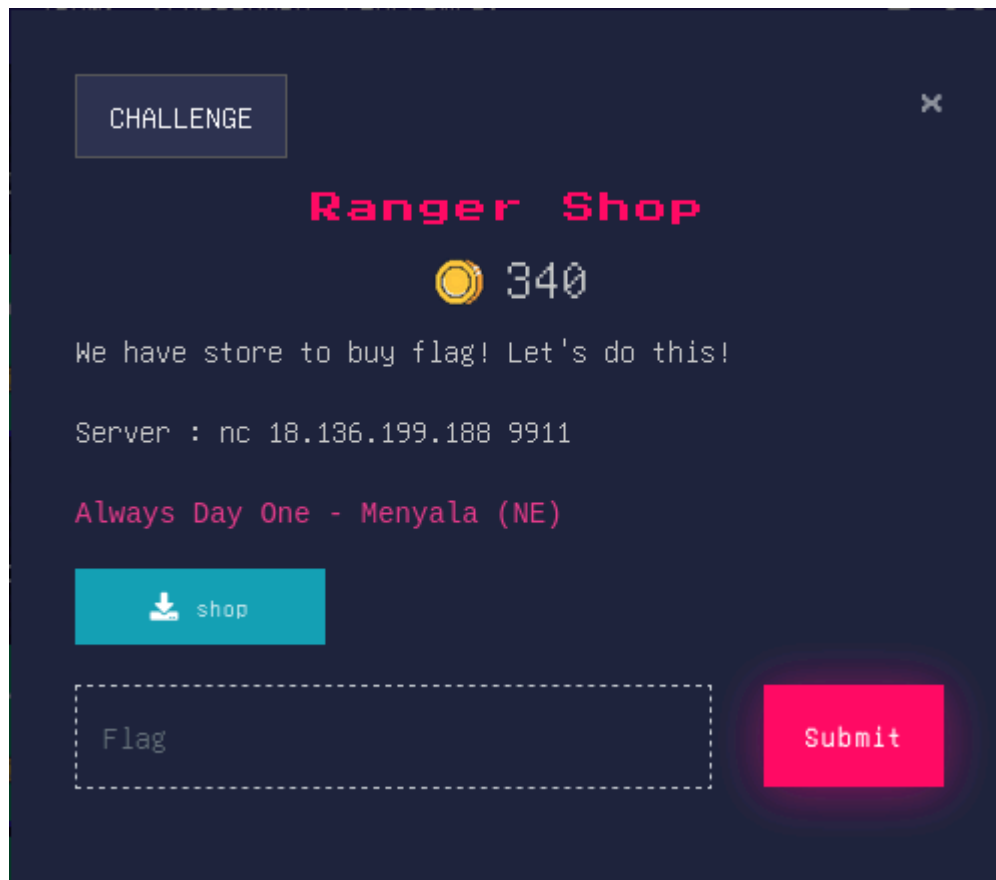 CHALLENGE
×
Ranger Shop
340
We have store to buy flag! Let's do this!
Server : nc 18.136.199.188 9911
Always Day One - Menyala (NE)
shop
Flag
Submit